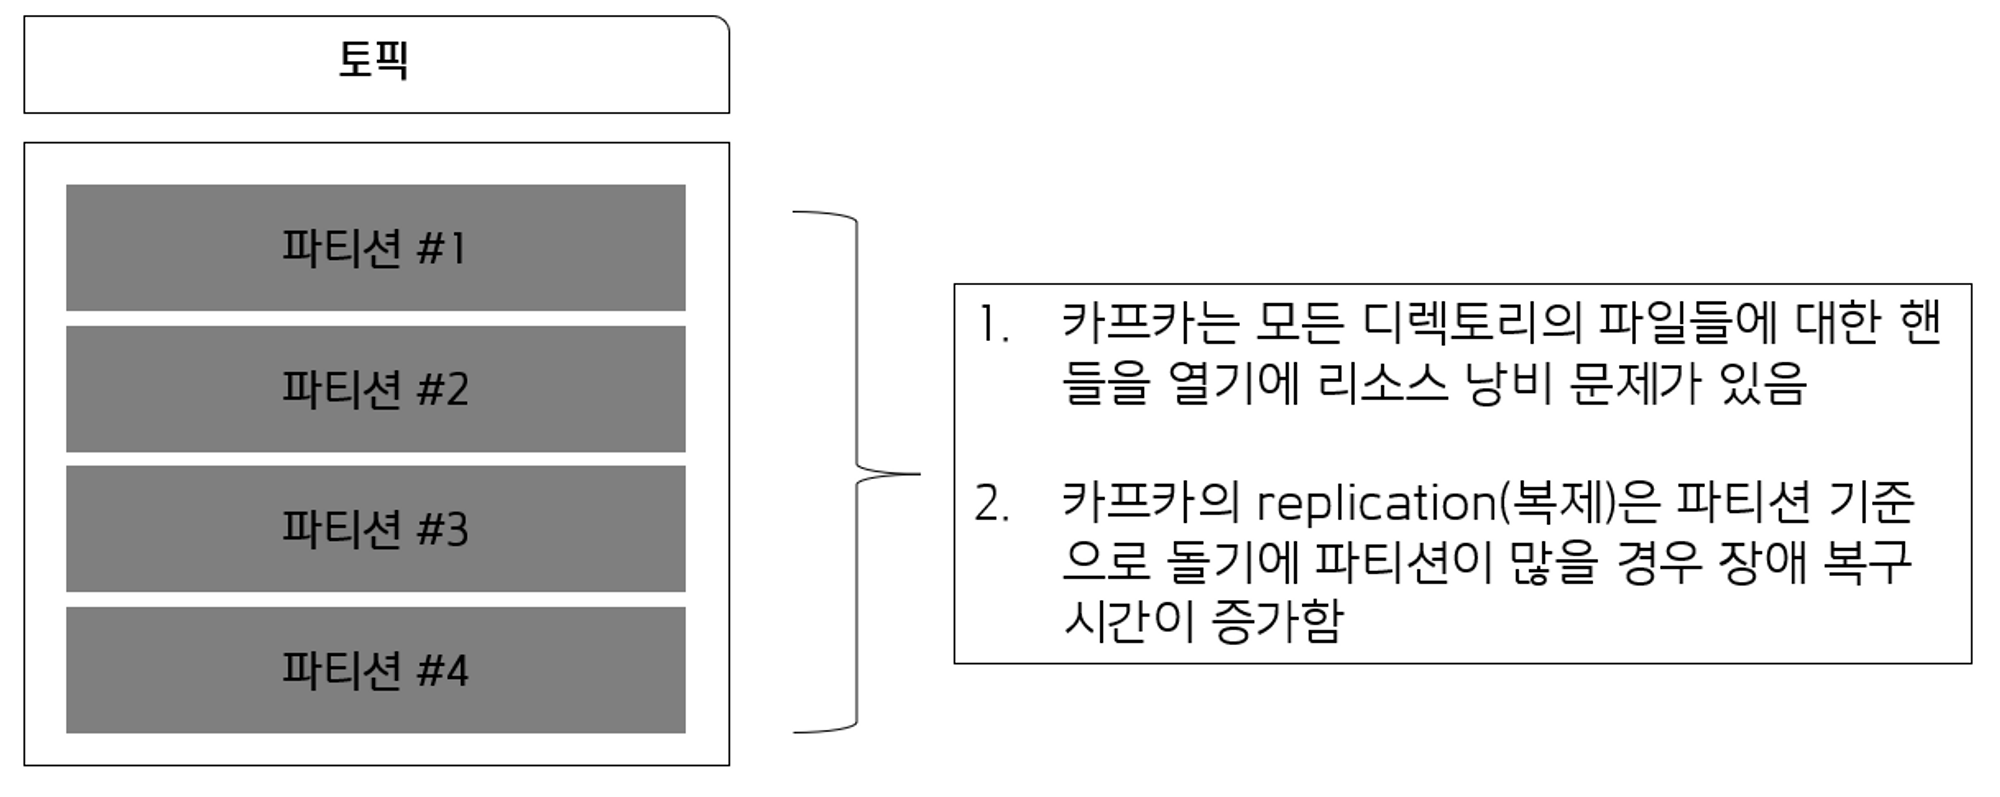 토픽
파티션 #1
파티션 #2
파티션 #3
파티션 #4
1. 카프카는 모든 디렉토리의 파일들에 대한 핸
들을 열기에 리소스 낭비 문제가 있음
2. 카프카의 replication(복제)은 파티션 기준
으로 돌기에 파티션이 많을 경우 장애 복구
시간이 증가함